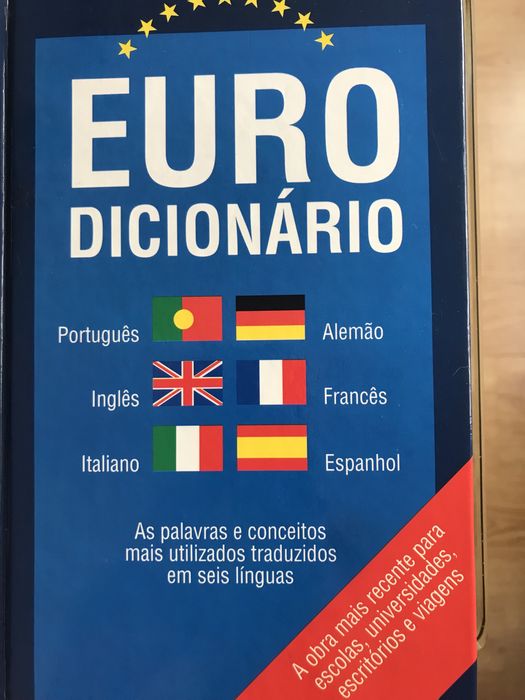 EURO
DICIONÁRIO
Português
Alemão
Inglês
Francês
Italiano
Espanhol
As palavras e conceitos
mais utilizados traduzidos
em seis línguas
A obra mais recente para
escolas, universidades,
escritórios e viagens